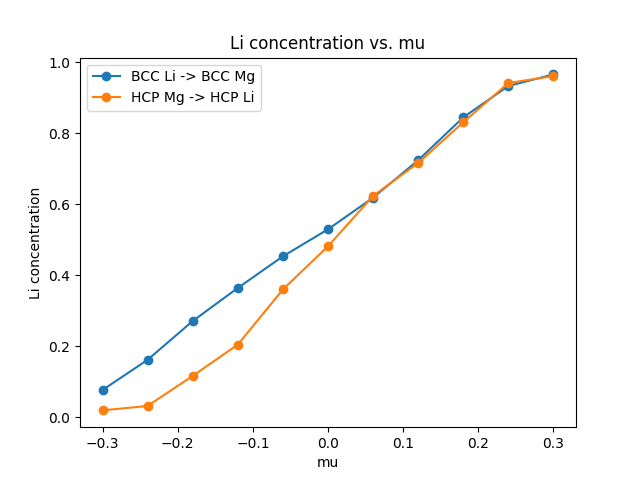 Li concentration vs. mu
BCC Li -> BCC Mg
HCP Mg -> HCP Li
Li concentration
1.0
0.8
0.6
0.4
0.2
0.0
−0.3 −0.2 −0.1 0.0 0.1 0.2 0.3
mu